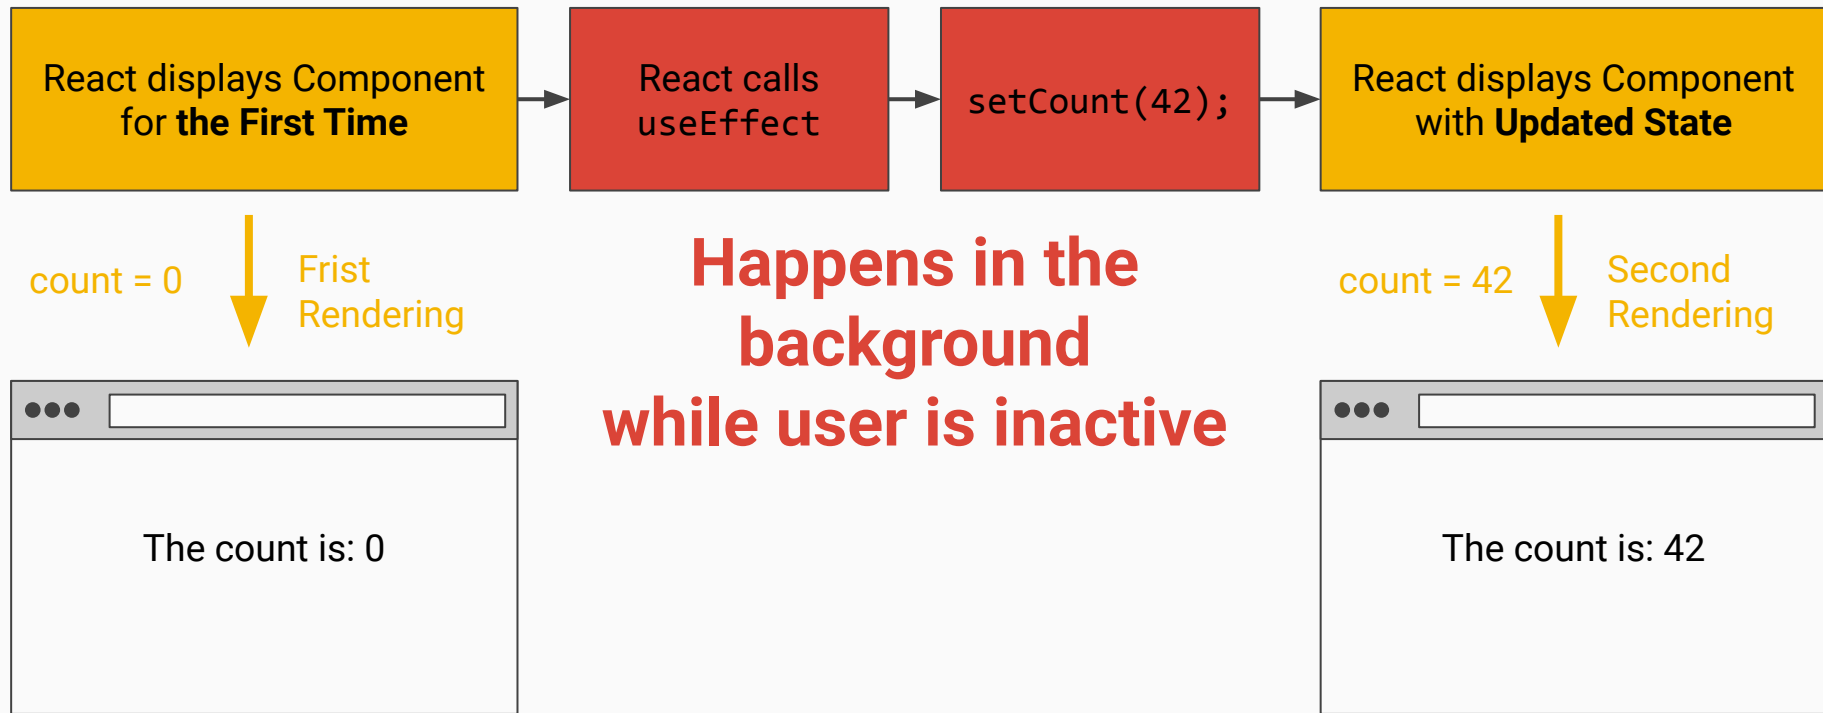 React displays Component
for the First Time
React calls
useEffect
setCount(42);
React displays Component
with Updated State
count = 0
Frist
Rendering
Happens in the
background
while user is inactive
count = 42
Second
Rendering
The count is: 0
The count is: 42